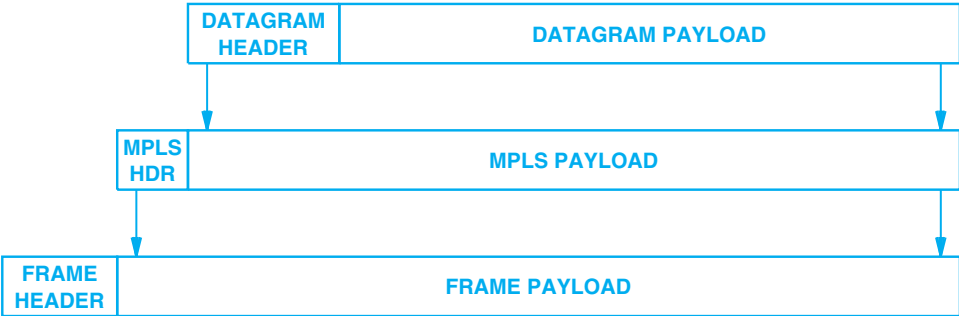 DATAGRAM
HEADER
DATAGRAM PAYLOAD
MPLS
HDR
MPLS PAYLOAD
FRAME
HEADER
FRAME PAYLOAD